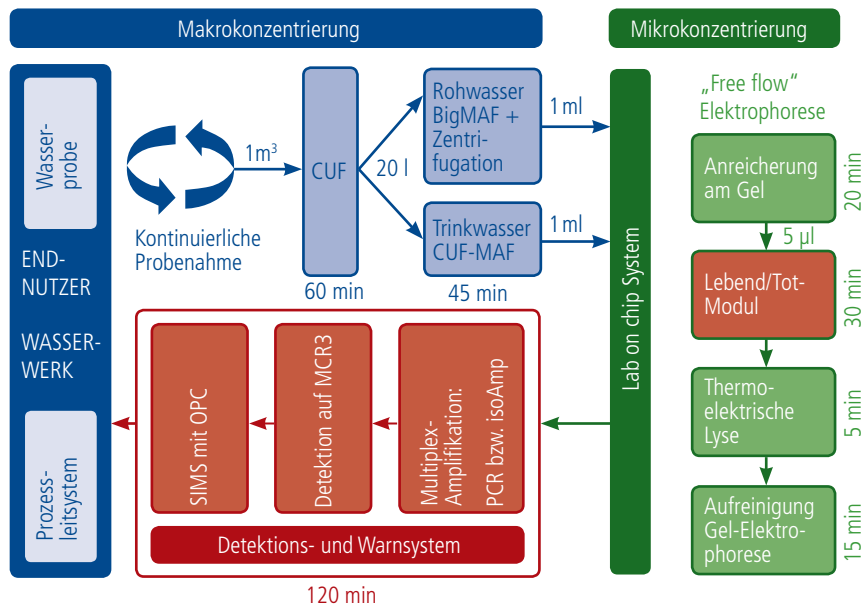 Makrokonzentrierung
Mikrokonzentrierung
Wasser-
probe
END-
NUTZER
WASSER-
WERK
Prozess-
leitsystem
Kontinuierliche
Probenahme
1m³
CUF
60 min
20 l
Rohwasser
BigMAF +
Zentri-
fugation
1 ml
Trinkwasser
CUF-MAF
1 ml
45 min
Lab on chip System
„Free flow“
Elektrophorese
Anreicherung
am Gel
20 min
5 µl
Lebend/Tot-
Modul
30 min
Thermo-
elektrische
Lyse
5 min
Aufreinigung
Gel-Elektro-
phorese
15 min
SIMS mit OPC
Detektion auf MCR3
Multiplex-
Amplifikation:
PCR bzw. isoAmp
Detektions- und Warnsystem
120 min